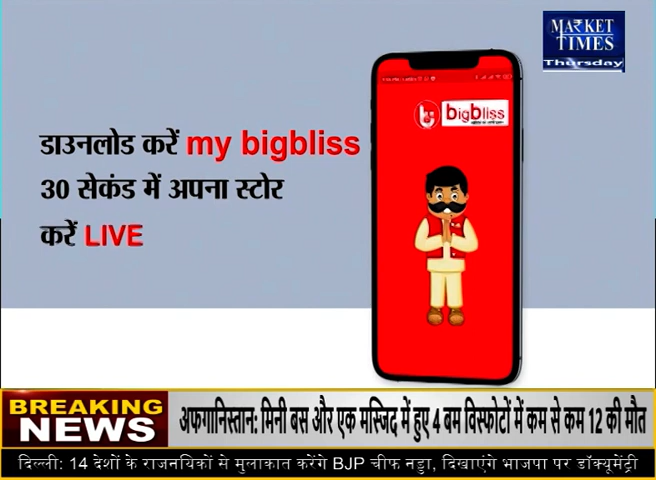 MARKET
TIMES
Thursday
bigbliss
डाउनलोड करें my bigbliss
30 सेकंड में अपना स्टोर
करें LIVE
BREAKING
NEWS
अफगानिस्तान: मिनी बस और एक मस्जिद में हुए 4 बम विस्फोटों में कम से कम 12 की मौत
दिल्ली: 14 देशों के राजनयिकों से मुलाकात करेंगे BJP चीफ नड्डा, दिखाएंगे भाजपा पर डॉक्यूमेंट्री